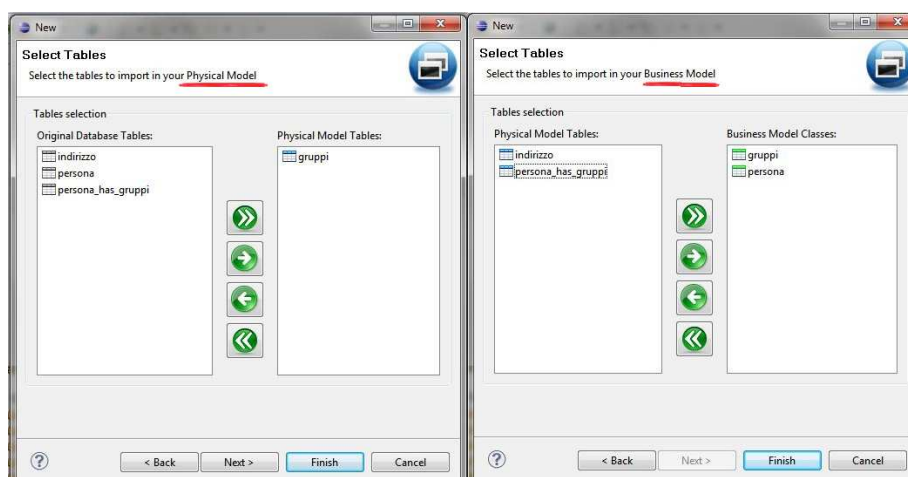 New
Select Tables
Select the tables to import in your Physical Model
Tables selection
Original Database Tables:
indirizzo
persona
persona_has_gruppi
Physical Model Tables:
gruppi
< Back
Next >
Finish
Cancel
New
Select Tables
Select the tables to import in your Business Model
Tables selection
Physical Model Tables:
indirizzo
persona_has_gruppi
Business Model Classes:
gruppi
persona
< Back
Next >
Finish
Cancel